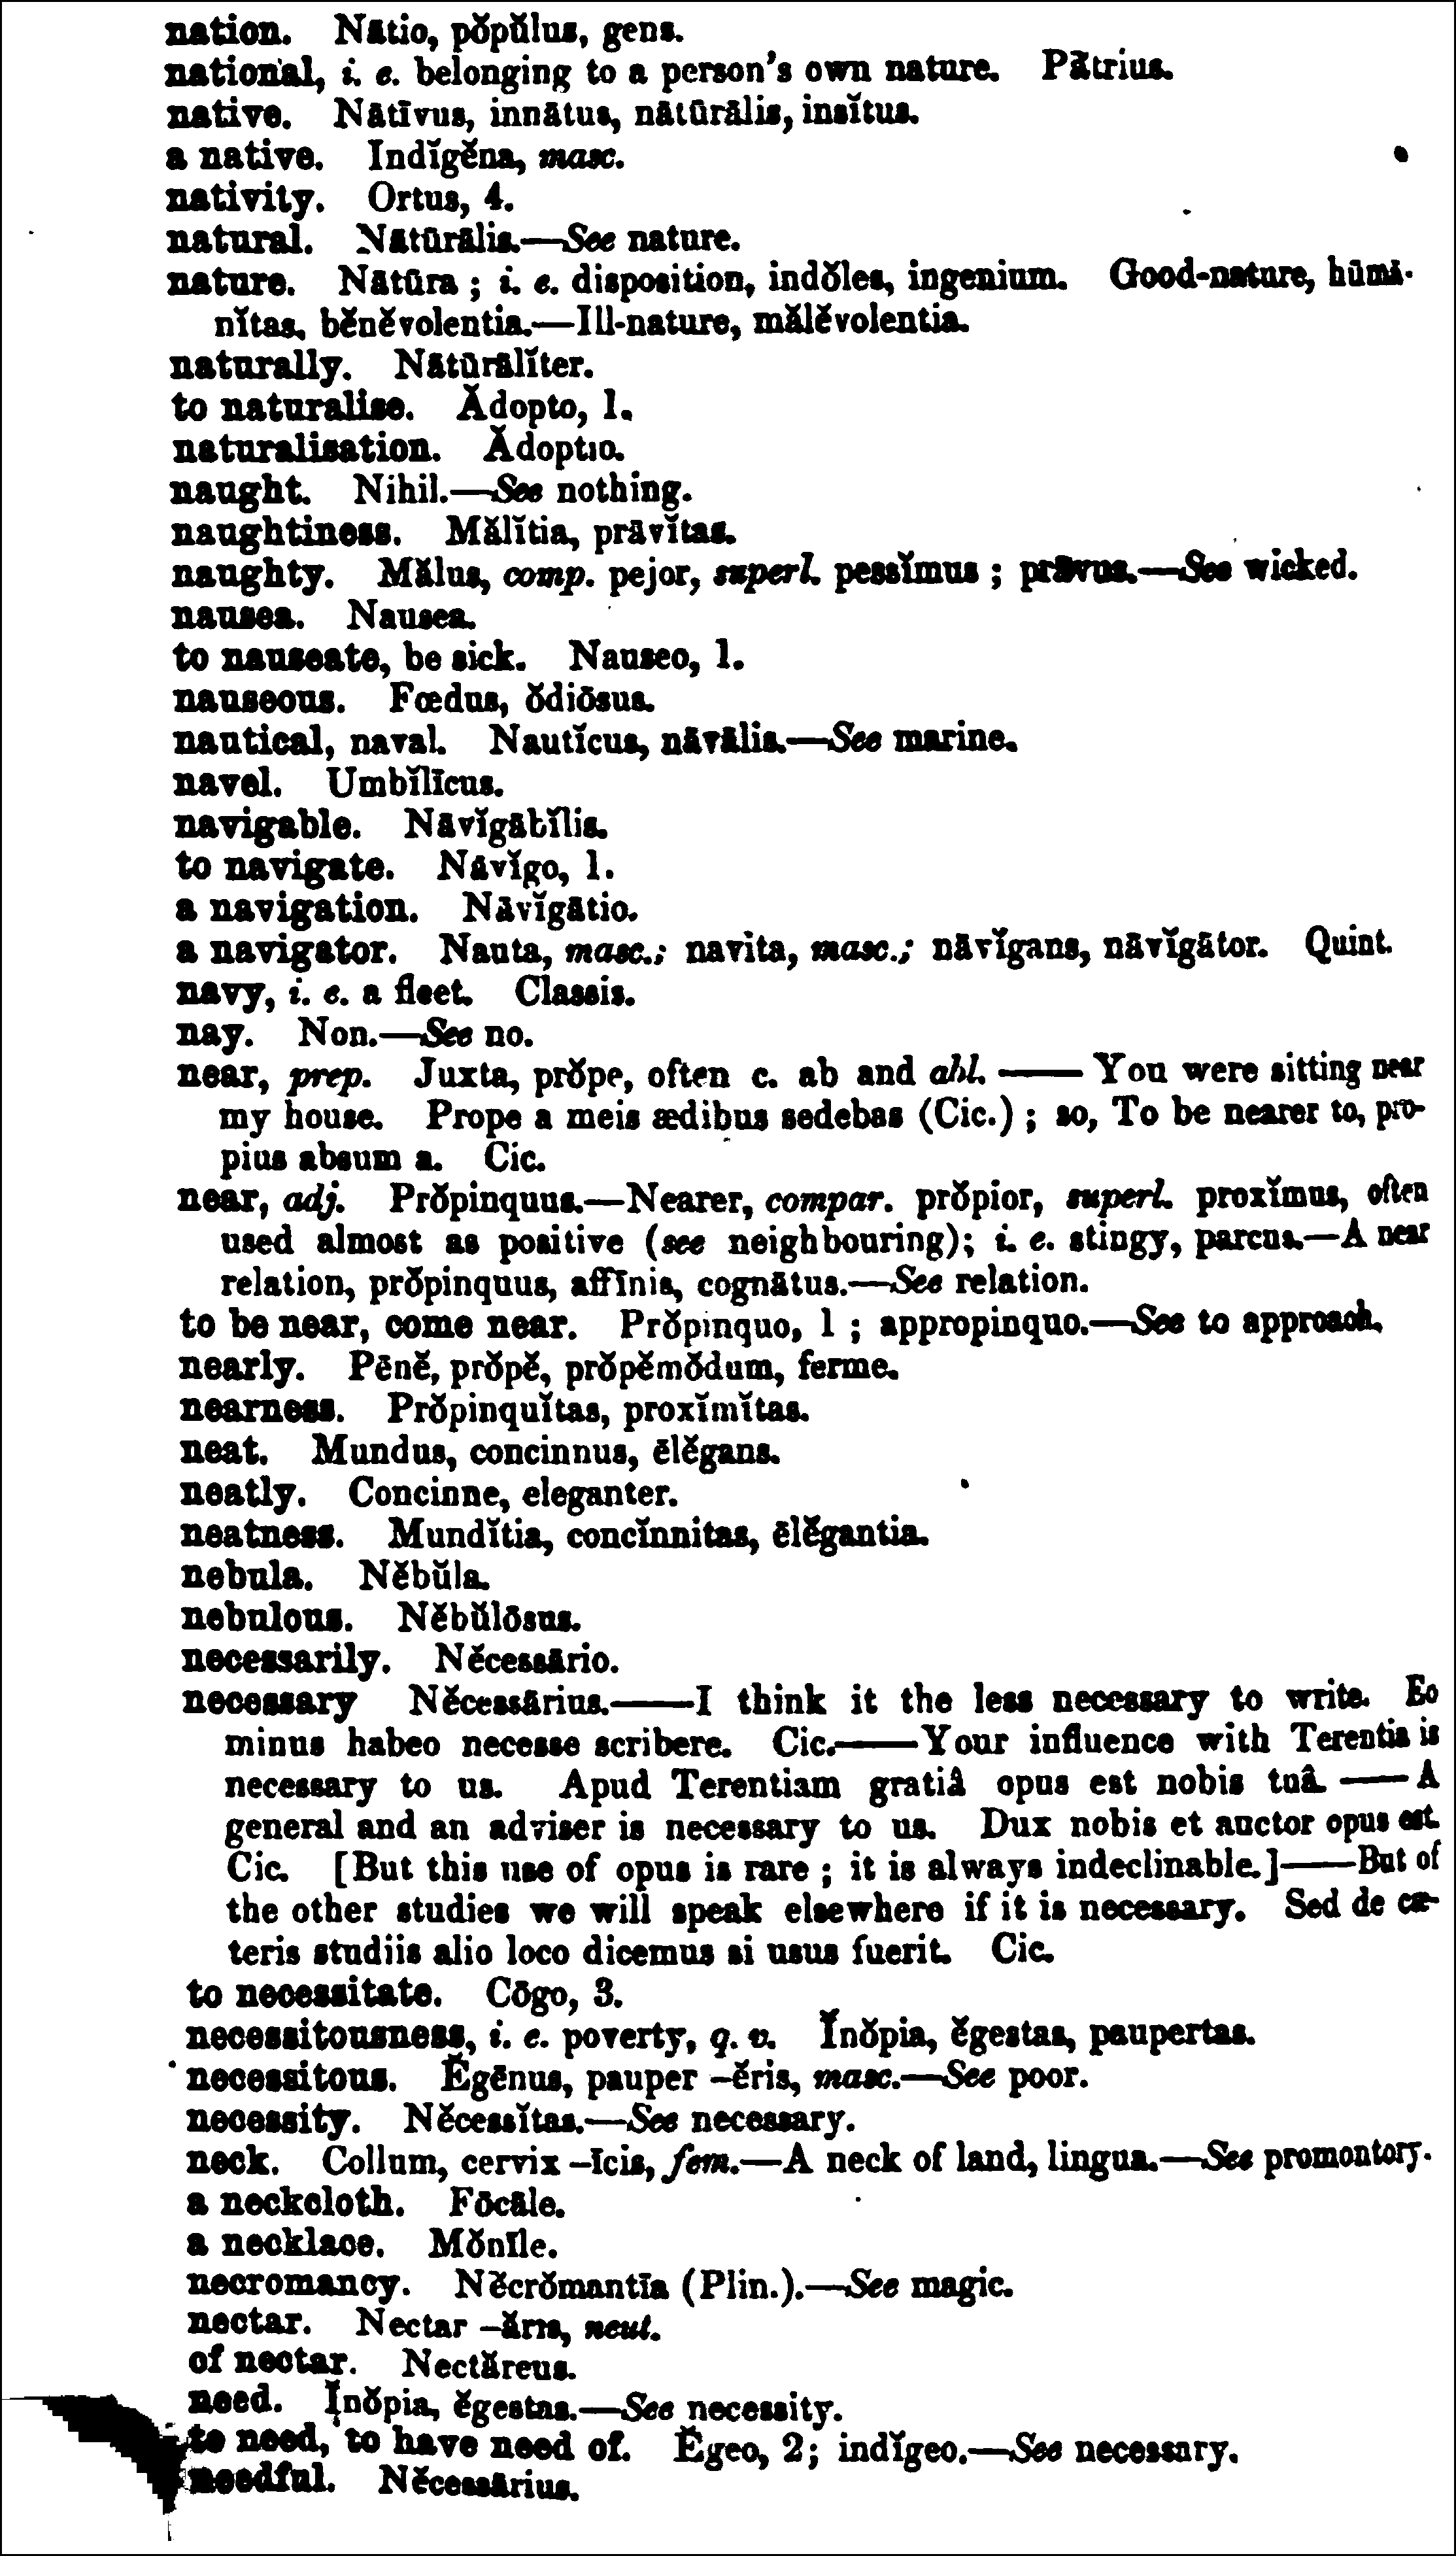 nation. Nātio, pŏpŭlus, gens.
national, i. e. belonging to a person's own nature. Pătrius.
native. Nātīvus, innātus, nātūrālis, insĭtus.
a native. Indĭgĕna, masc.
nativity. Ortus, 4.
natural. Nātūrālis.—See nature.
nature. Nātūra ; i. e. disposition, indŏles, ingenium. Good-nature, hūmā-
nĭtas, bĕnĕvolentia.—Ill-nature, mălĕvolentia.
naturally. Nātūrālĭter.
to naturalise. Ădopto, 1.
naturalisation. Ădoptio.
naught. Nihil.—See nothing.
naughtiness. Mălĭtia, prāvĭtas.
naughty. Mălus, comp. pejor, superl. pessĭmus ; prāvus.—See wicked.
nausea. Nausea.
to nauseate, be sick. Nauseo, 1.
nauseous. Fœdus, ŏdiōsus.
nautical, naval. Nautĭcus, nāvālis.—See marine.
navel. Umbĭlīcus.
navigable. Nāvĭgābĭlis.
to navigate. Nāvĭgo, 1.
a navigation. Nāvĭgātio.
a navigator. Nauta, masc.; navita, masc.; nāvĭgans, nāvĭgātor. Quint.
navy, i. e. a fleet. Classis.
nay. Non.—See no.
near, prep. Juxta, prŏpe, often c. ab and abl. —— You were sitting near
my house. Prope a meis ædibus sedebas (Cic.) ; so, To be nearer to, pro-
pius absum a. Cic.
near, adj. Prŏpinquus.—Nearer, compar. prŏpior, superl. proxĭmus, often
used almost as positive (see neighbouring); i. e. stingy, parcus.—A near
relation, prŏpinquus, affīnis, cognātus.—See relation.
to be near, come near. Prŏpinquo, 1 ; appropinquo.—See to approach.
nearly. Pēnĕ, prŏpĕ, prŏpĕmŏdum, ferme.
nearness. Prŏpinquĭtas, proxĭmĭtas.
neat. Mundus, concinnus, ēlĕgans.
neatly. Concinne, eleganter.
neatness. Mundĭtia, concĭnnitas, ēlĕgantia.
nebula. Nĕbŭla.
nebulous. Nĕbŭlōsus.
necessarily. Nĕcessārio.
necessary Nĕcessārius.——I think it the less necessary to write. Eo
minus habeo necesse scribere. Cic.——Your influence with Terentia is
necessary to us. Apud Terentiam gratiâ opus est nobis tuâ. —— A
general and an adviser is necessary to us. Dux nobis et auctor opus est.
Cic. [But this use of opus is rare ; it is always indeclinable.]——But of
the other studies we will speak elsewhere if it is necessary. Sed de cæ-
teris studiis alio loco dicemus si usus fuerit. Cic.
to necessitate. Cōgo, 3.
necessitousness, i. e. poverty, q. v. Ĭnŏpia, ĕgestas, paupertas.
necessitous. Ĕgēnus, pauper –ĕris, masc.—See poor.
necessity. Nĕcessĭtas.—See necessary.
neck. Collum, cervix –īcis, fem.—A neck of land, lingua.—See promontory.
a neckcloth. Fōcāle.
a necklace. Mŏnīle.
necromancy. Nĕcrŏmantīa (Plin.).—See magic.
nectar. Nectar –ăris, neut.
of nectar. Nectăreus.
need. Ĭnŏpia, ĕgestas.—See necessity.
to need, to have need of. Ĕgeo, 2; indĭgeo.—See necessary.
needful. Nĕcessārius.